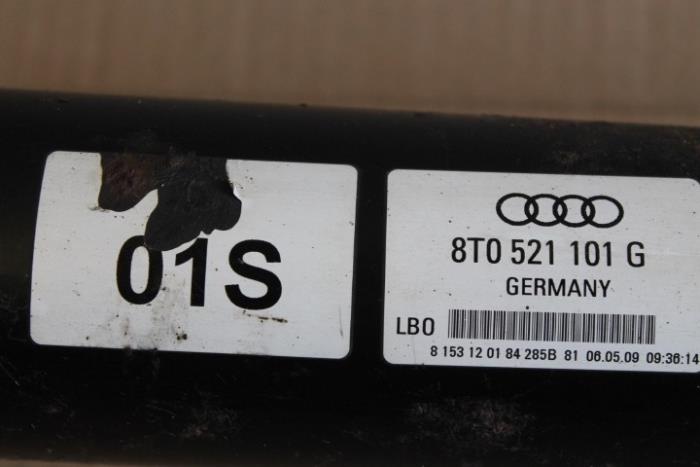 01S
8T0 521 101 G
GERMANY
LBO
8 153 12 01 84 285B 81 06.05.09 09:36:14